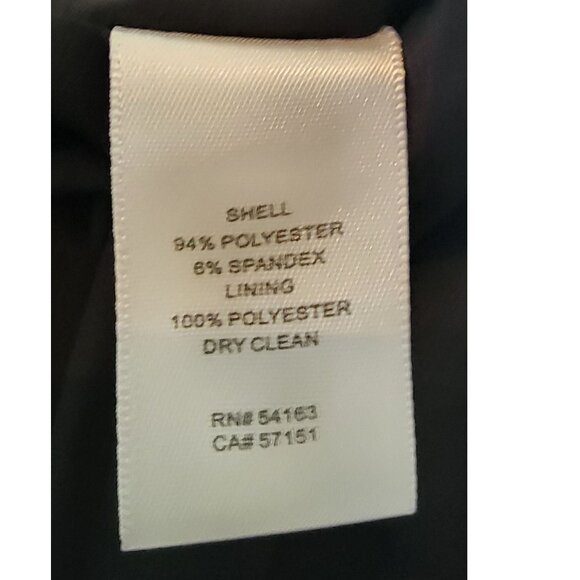 SHELL
94% POLYESTER
6% SPANDEX
LINING
100% POLYESTER
DRY CLEAN
RN# 54163
CA# 57151